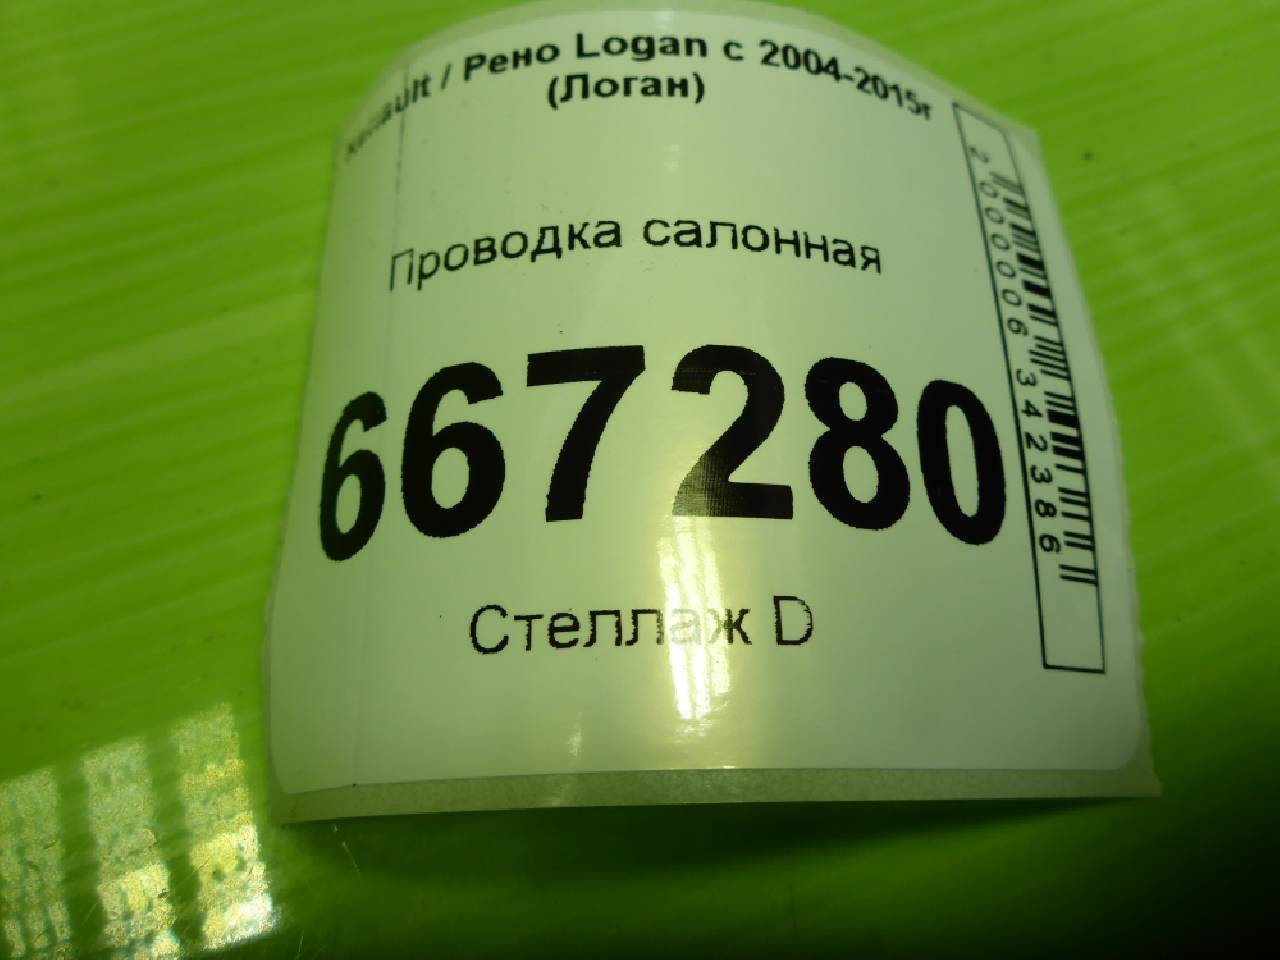 Renault / Рено Logan с 2004-2015г
(Логан)
Проводка салонная
667280
Стеллаж D
2000006342386